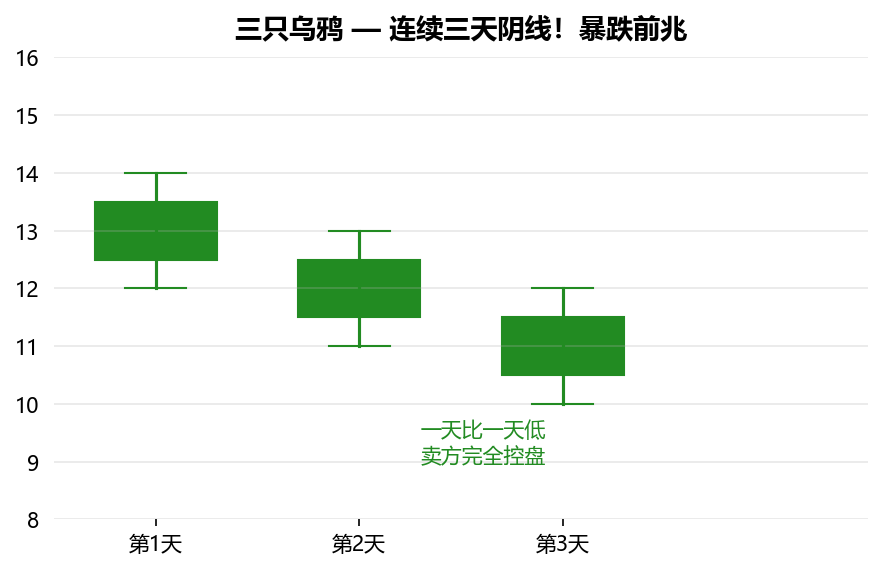 三只乌鸦 — 连续三天阴线！暴跌前兆
16
15
14
13
12
11
10
9
8
一天比一天低
卖方完全控盘
第1天
第2天
第3天